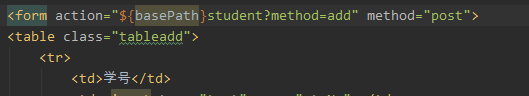 <form action="${basePath}student?method=add" method="post">
<table class="tableadd">
<tr>
<td>学号</td>